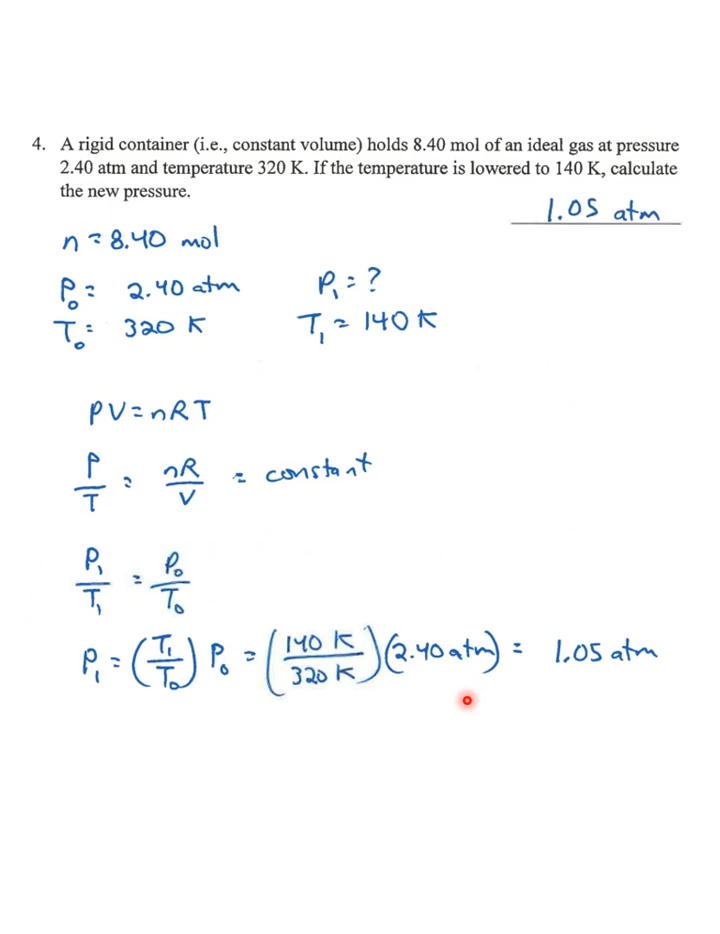 4. A rigid container (i.e., constant volume) holds 8.40 mol of an ideal gas at pressure
2.40 atm and temperature 320 K. If the temperature is lowered to 140 K, calculate
the new pressure.
1.05 atm
n = 8.40 mol
P₀ = 2.40 atm P₁ = ?
T₀ = 320 K T₁ = 140 K
PV = nRT
P/T = nR/V = constant
P₁/T₁ = P₀/T₀
P₁ = (T₁/T₀) P₀ = (140 K/320 K)(2.40 atm) = 1.05 atm